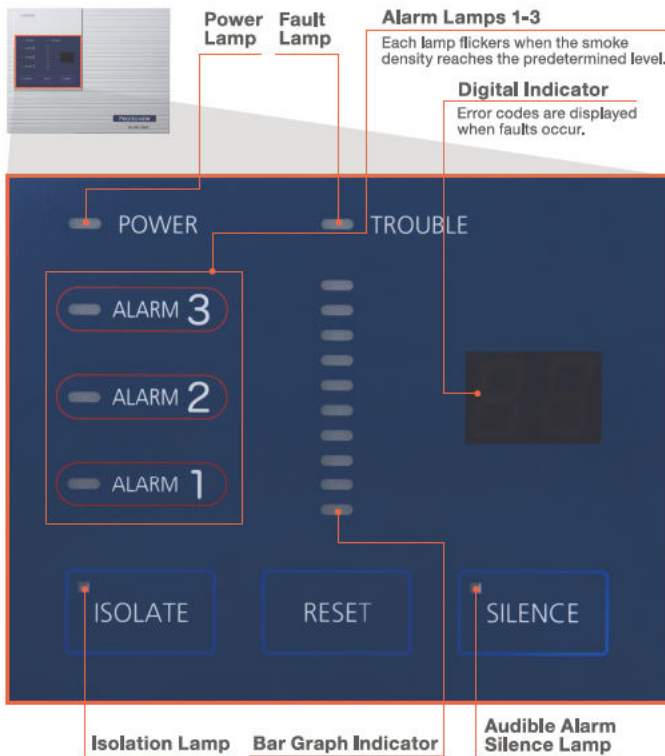 Power
Lamp
Fault
Lamp
Alarm Lamps 1-3
Each lamp flickers when the smoke
density reaches the predetermined level.
Digital Indicator
Error codes are displayed
when faults occur.
POWER
TROUBLE
ALARM 3
ALARM 2
ALARM 1
ISOLATE
RESET
SILENCE
Isolation Lamp
Bar Graph Indicator
Audible Alarm
Silence Lamp